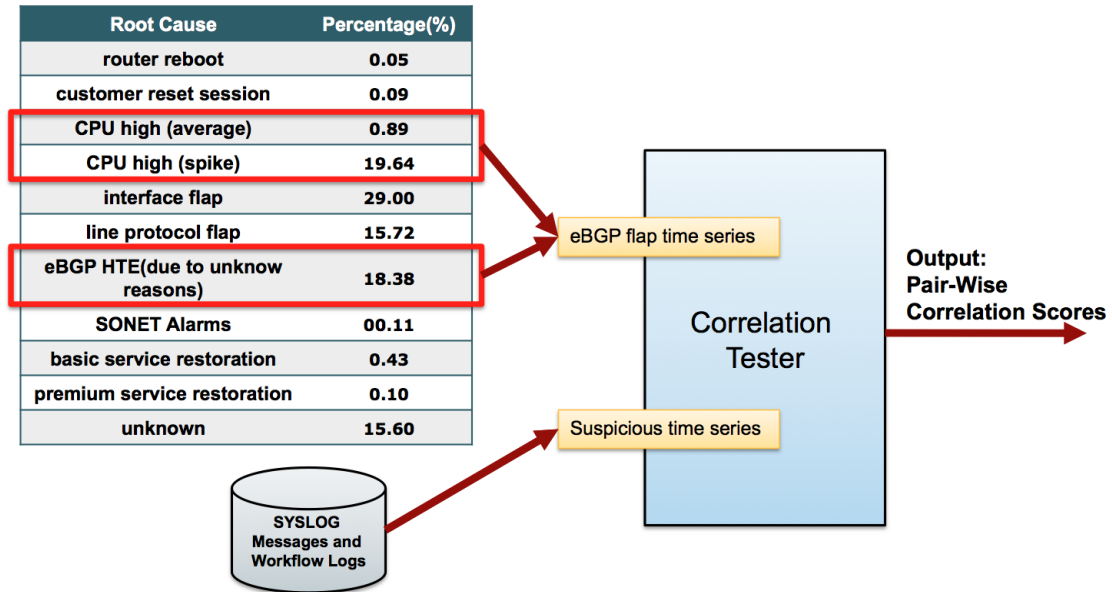 Root Cause Percentage(%)
router reboot 0.05
customer reset session 0.09
CPU high (average) 0.89
CPU high (spike) 19.64
interface flap 29.00
line protocol flap 15.72
eBGP HTE(due to unknow
reasons) 18.38
SONET Alarms 00.11
basic service restoration 0.43
premium service restoration 0.10
unknown 15.60
SYSLOG
Messages and
Workflow Logs
eBGP flap time series
Suspicious time series
Correlation
Tester
Output:
Pair-Wise
Correlation Scores